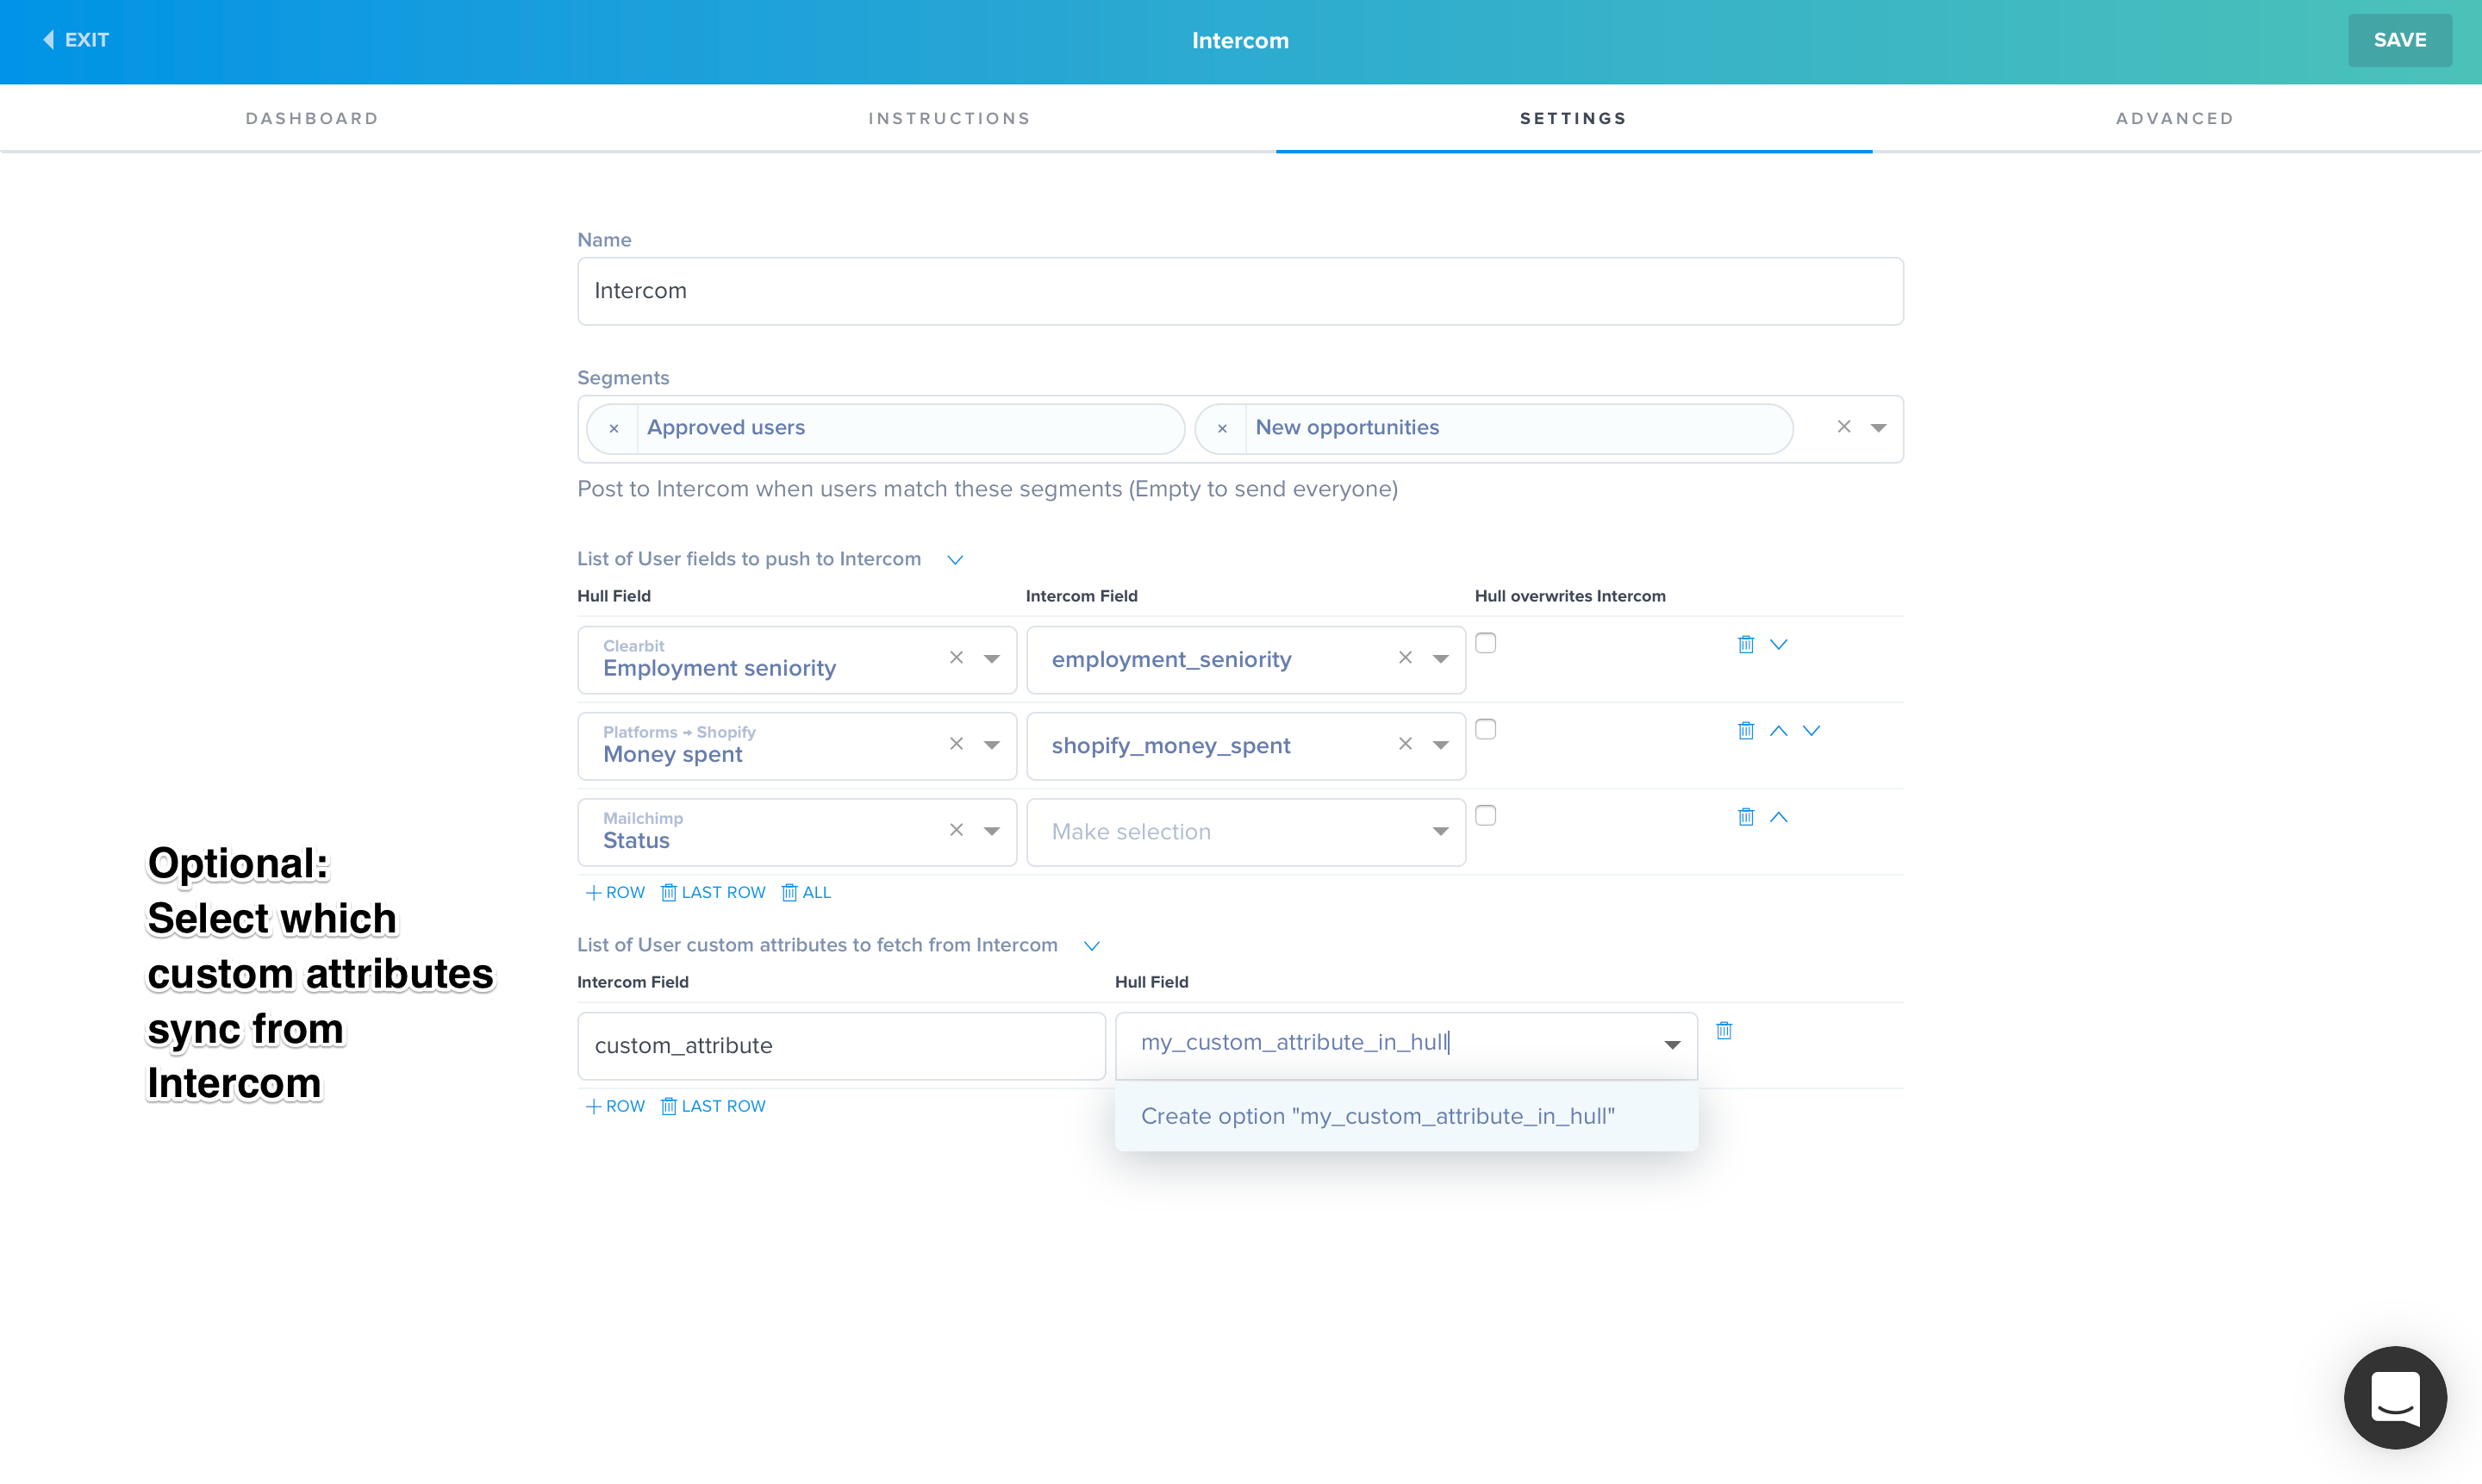 EXIT
Intercom
SAVE
DASHBOARD
INSTRUCTIONS
SETTINGS
ADVANCED
Name
Intercom
Segments
× Approved users
× New opportunities
Post to Intercom when users match these segments (Empty to send everyone)
List of User fields to push to Intercom
Hull Field
Intercom Field
Hull overwrites Intercom
Clearbit
Employment seniority
employment_seniority
Platforms → Shopify
Money spent
shopify_money_spent
Mailchimp
Status
Make selection
+ ROW
LAST ROW
ALL
Optional:
Select which
custom attributes
sync from
Intercom
List of User custom attributes to fetch from Intercom
Intercom Field
Hull Field
custom_attribute
my_custom_attribute_in_hull
Create option "my_custom_attribute_in_hull"
+ ROW
LAST ROW